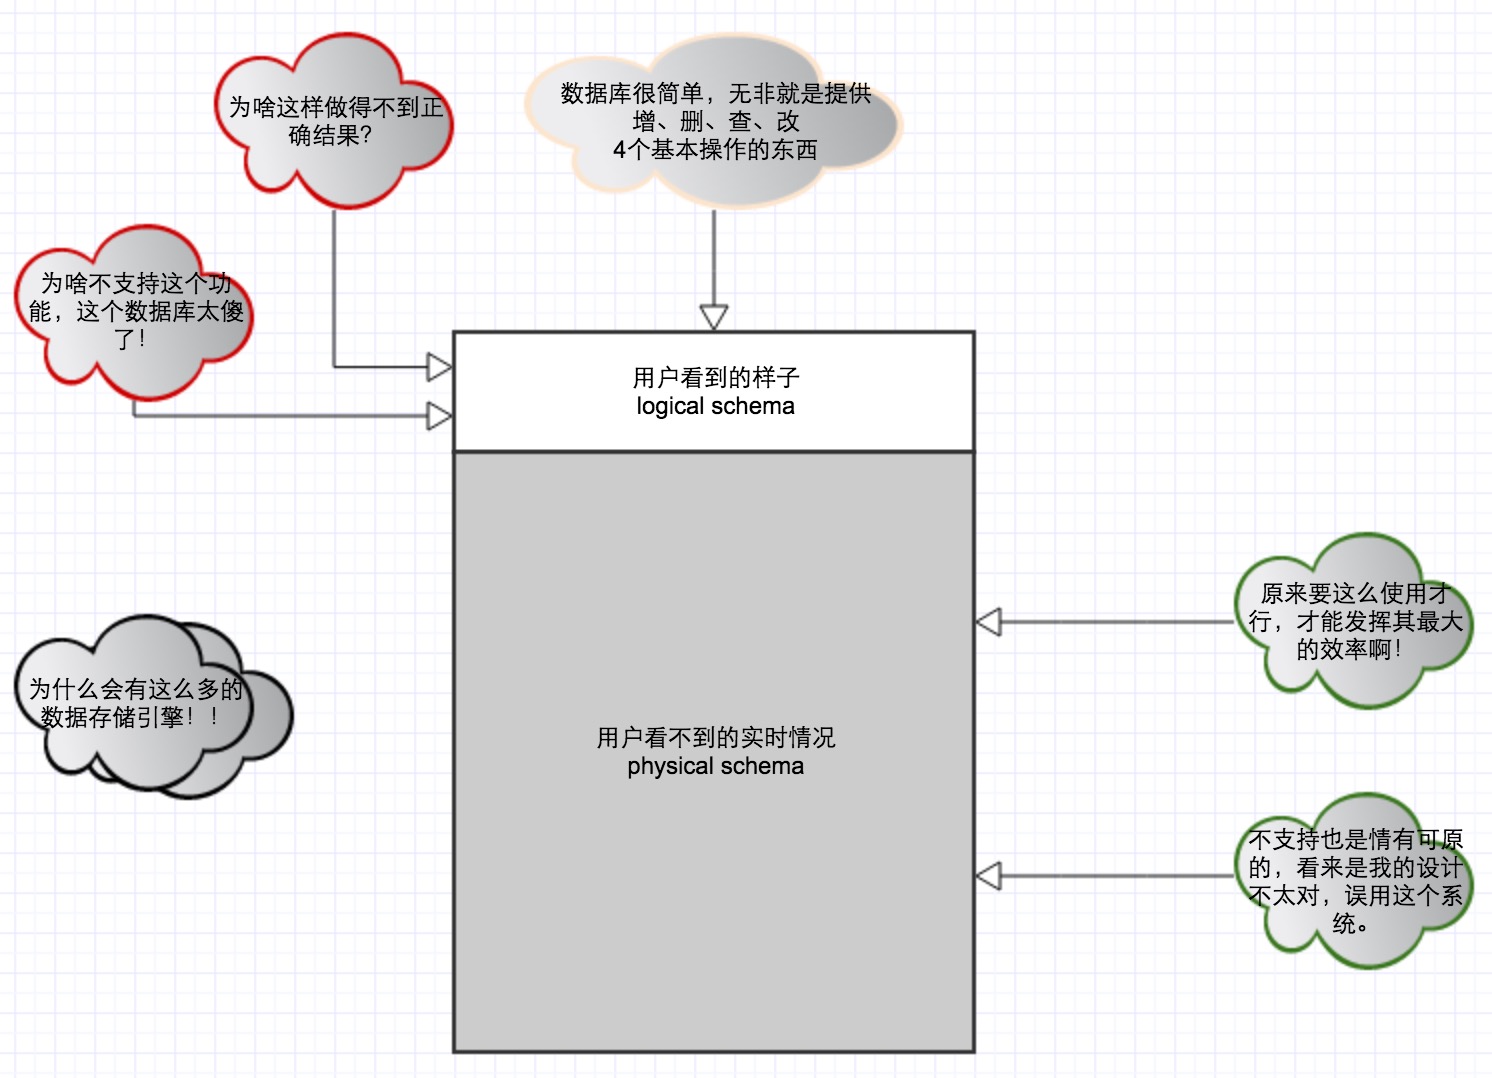 为啥这样做得不到正
确结果？
数据库很简单，无非就是提供
增、删、查、改
4个基本操作的东西
为啥不支持这个功
能，这个数据库太傻
了！
用户看到的样子
logical schema
原来要这么使用才
行，才能发挥其最大
的效率啊！
为什么会有这么多的
数据存储引擎！！
用户看不到的实时情况
physical schema
不支持也是情有可原
的，看来是我的设计
不太对，误用这个系
统。